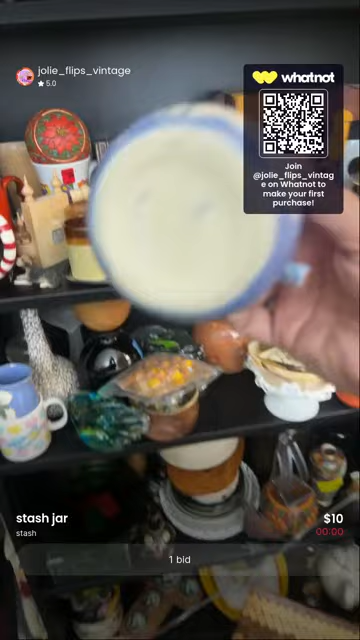 jolie_flips_vintage
★ 5.0
whatnot
Join
@jolie_flips_vintag
e on Whatnot to
make your first
purchase!
stash jar
$10
stash
00:00
1 bid